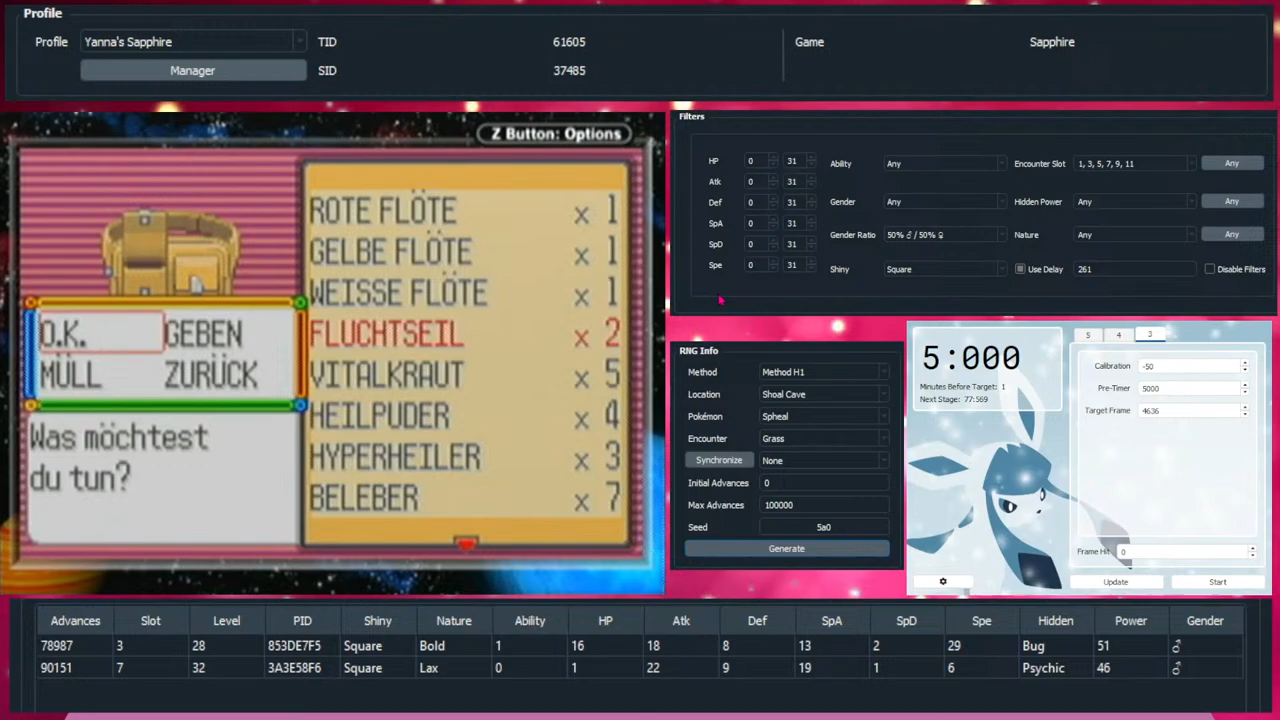 Profile
Profile Yanna's Sapphire TID 61605 Game Sapphire
Manager SID 37485
Z Button: Options
ROTE FLÖTE x 1
GELBE FLÖTE x 1
WEISSE FLÖTE x 1
FLUCHTSEIL x 2
VITALKRAUT x 5
HEILPUDER x 4
HYPERHEILER x 3
BELEBER x 7
O.K. GEBEN
MÜLL ZURÜCK
Was möchtest
du tun?
Filters
HP 0 31 Ability Any Encounter Slot 1, 3, 5, 7, 9, 11 Any
Atk 0 31
Def 0 31 Gender Any Hidden Power Any Any
SpA 0 31
SpD 0 31 Gender Ratio 50% ♂ / 50% ♀ Nature Any Any
Spe 0 31 Shiny Square Use Delay 261 Disable Filters
RNG Info
Method Method H1
Location Shoal Cave
Pokémon Spheal
Encounter Grass
Synchronize None
Initial Advances 0
Max Advances 100000
Seed 5a0
Generate
5:000
Minutes Before Target: 1
Next Stage: 77:569
5 4 3
Calibration -50
Pre-Timer 5000
Target Frame 4636
Frame Hit 0
Update Start
Advances Slot Level PID Shiny Nature Ability HP Atk Def SpA SpD Spe Hidden Power Gender
78987 3 28 853DE7F5 Square Bold 1 16 18 8 13 2 29 Bug 51 ♂
90151 7 32 3A3E58F6 Square Lax 0 1 22 9 19 1 6 Psychic 46 ♂